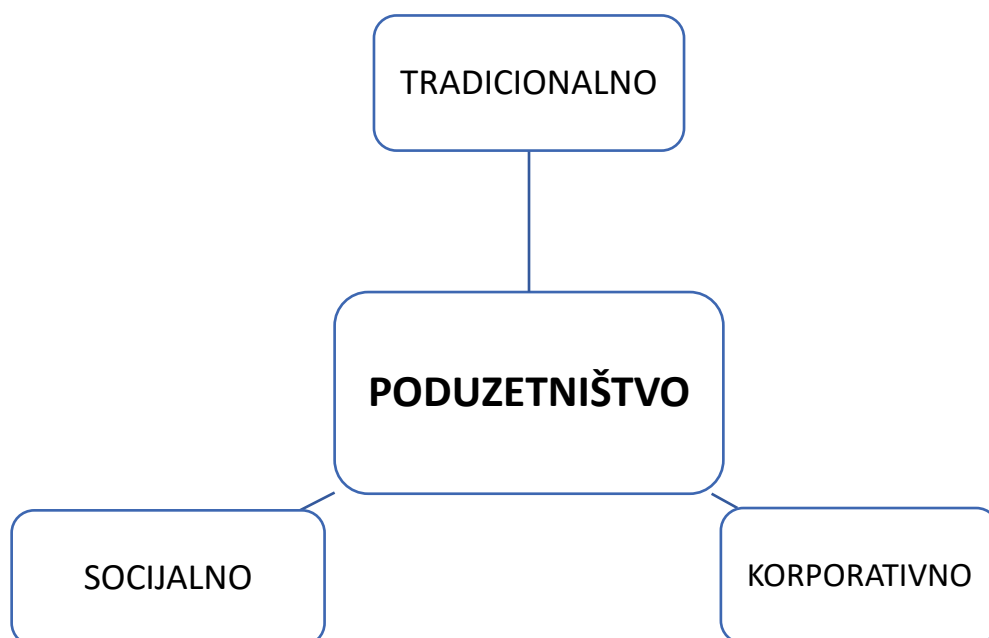 TRADICIONALNO
PODUZETNIŠTVO
SOCIJALNO
KORPORATIVNO